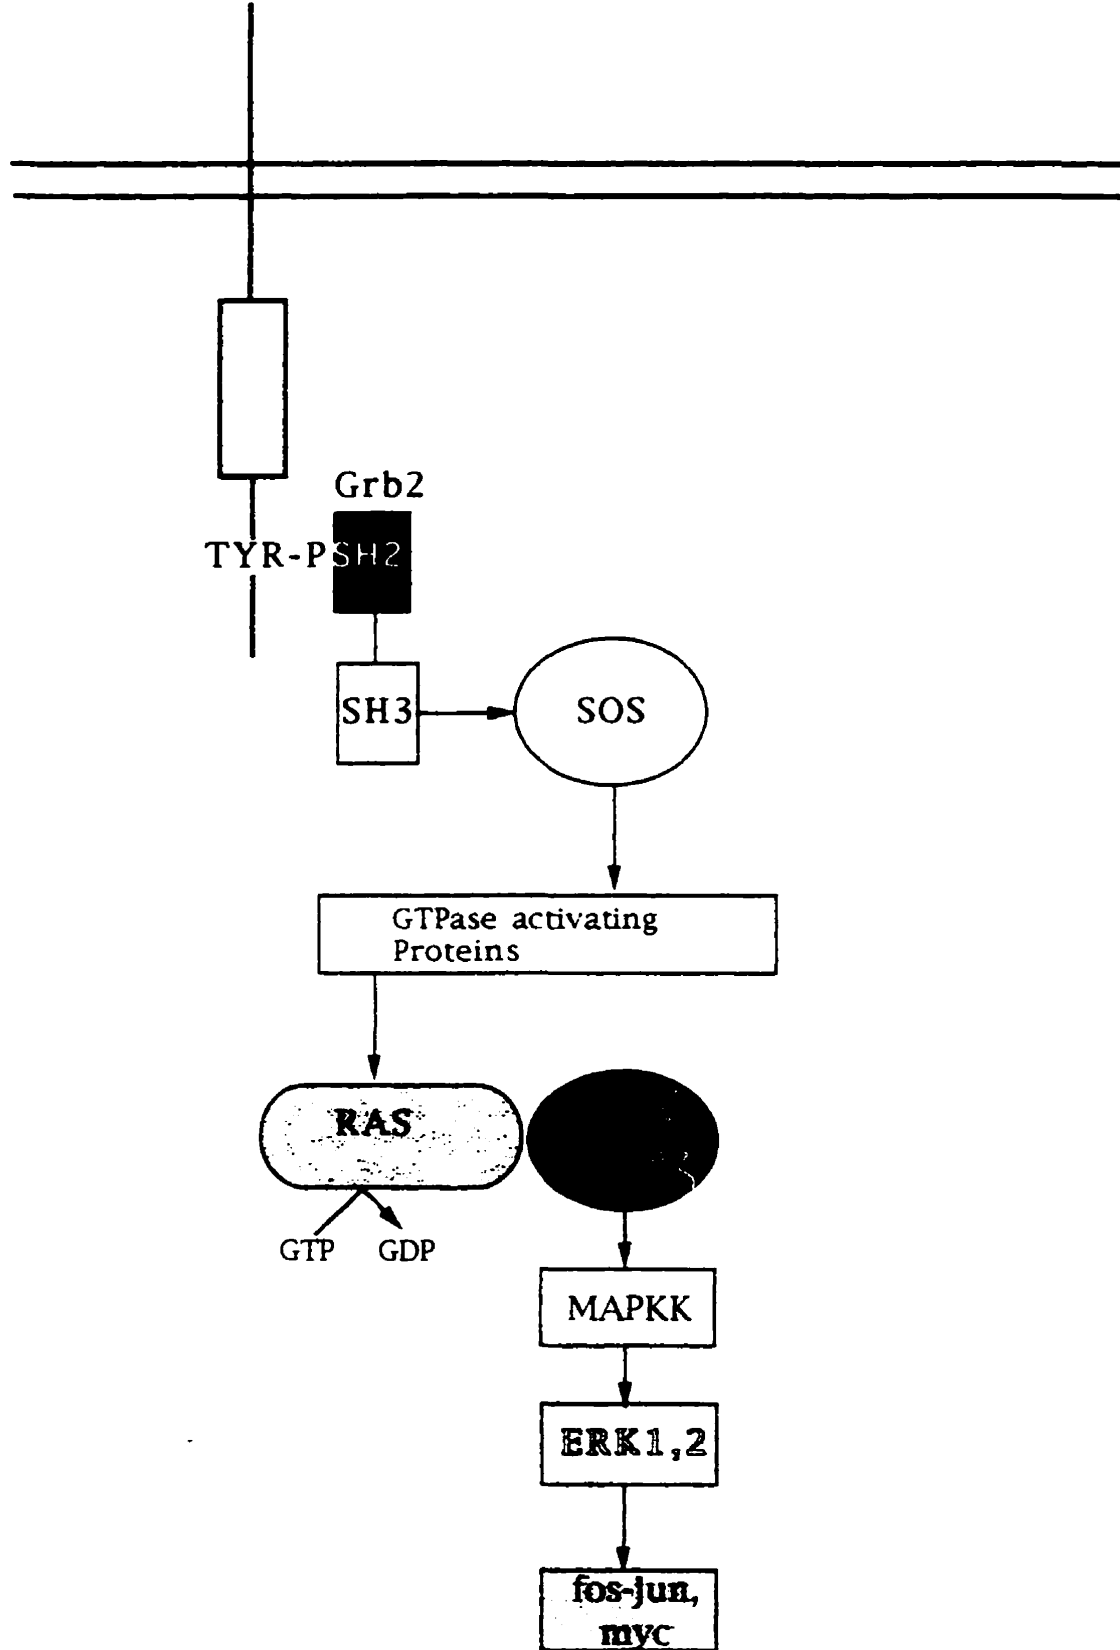 Grb2
TYR-P
SH2
SH3
SOS
GTPase activating
Proteins
RAS
GTP
GDP
MAPKK
ERK1,2
fos-jun,
myc